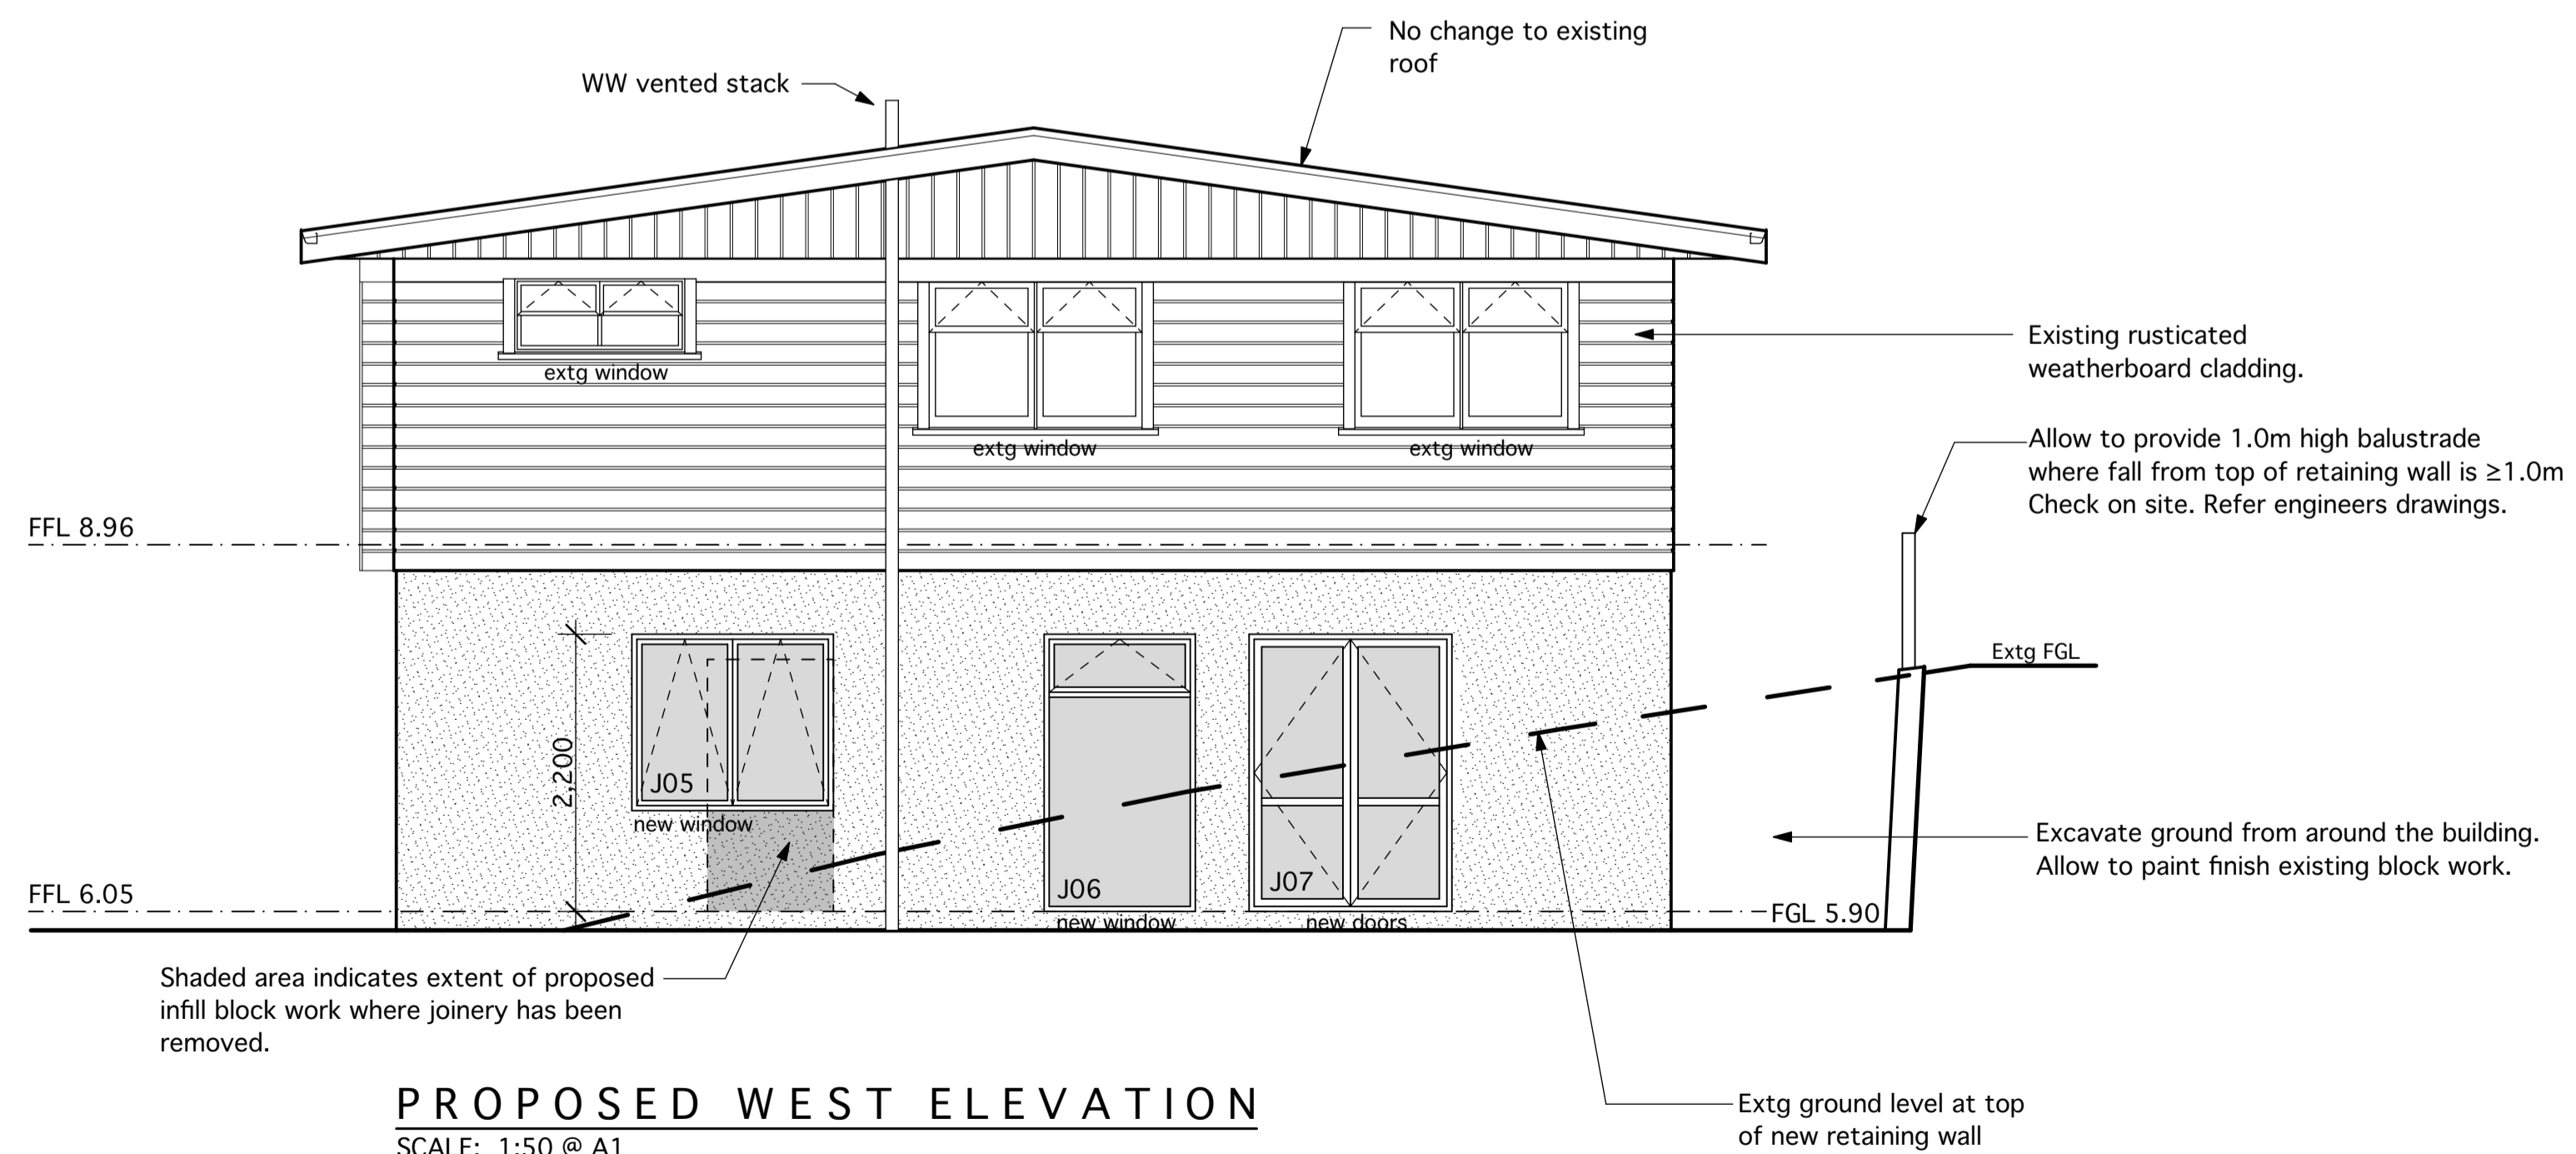 No change to existing
roof
WW vented stack
Existing rusticated
weatherboard cladding.
extg window
extg window
extg window
Allow to provide 1.0m high balustrade
where fall from top of retaining wall is ≥1.0m
Check on site. Refer engineers drawings.
FFL 8.96
Extg FGL
2,200
J05
new window
Excavate ground from around the building.
Allow to paint finish existing block work.
FFL 6.05
J06
J07
new window
new doors
FGL 5.90
Shaded area indicates extent of proposed
infill block work where joinery has been
removed.
PROPOSED WEST ELEVATION
SCALE: 1:50 @ A1
Extg ground level at top
of new retaining wall